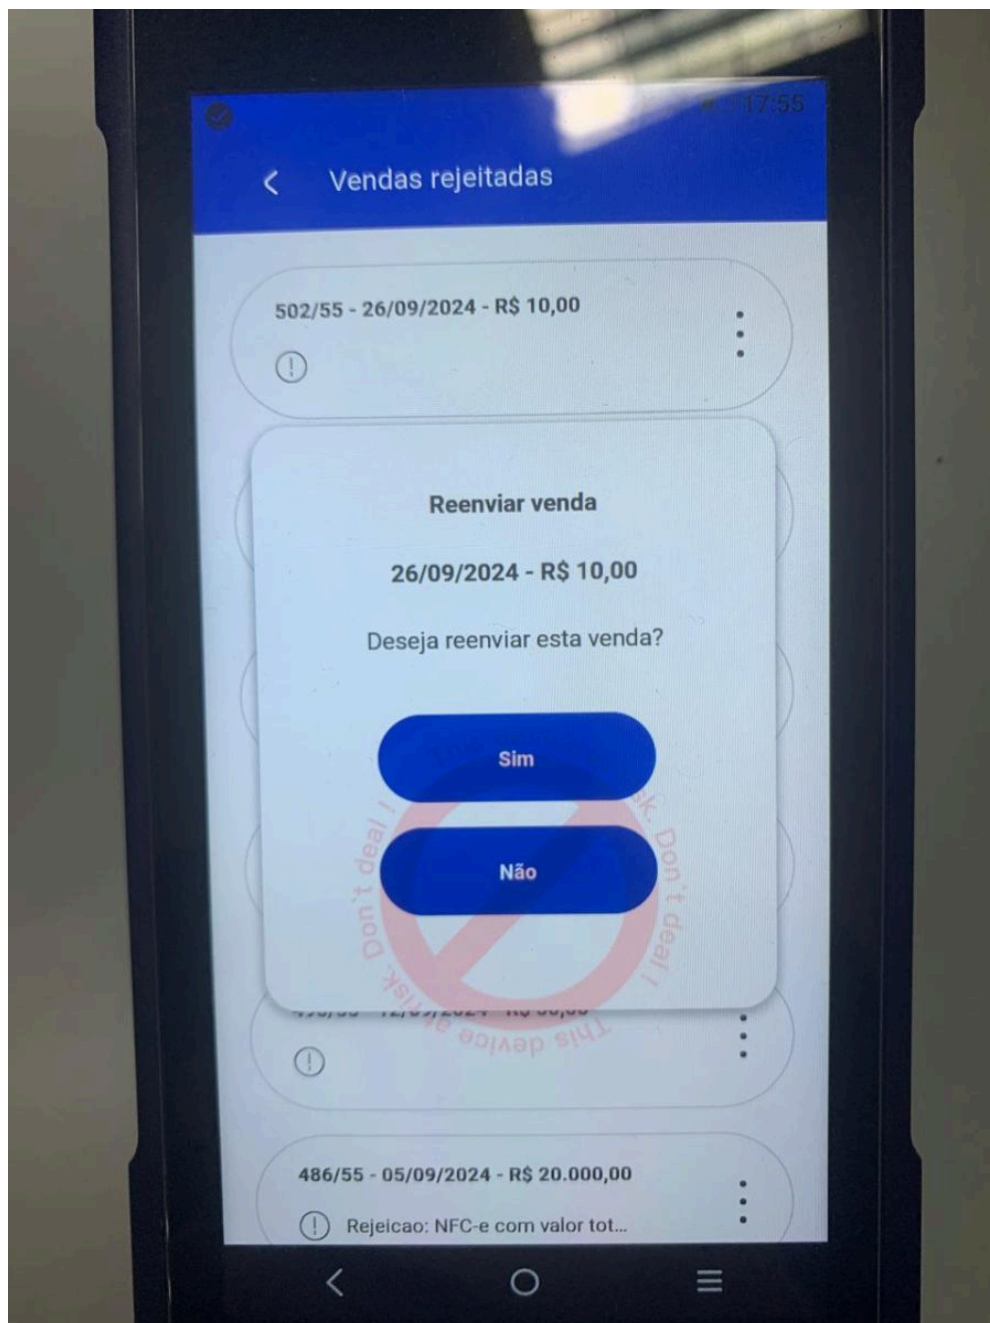 17:55
Vendas rejeitadas
502/55 - 26/09/2024 - R$ 10,00
Reenviar venda
26/09/2024 - R$ 10,00
Deseja reenviar esta venda?
Sim
Não
This device at risk. Don't deal !
486/55 - 05/09/2024 - R$ 20.000,00
Rejeicao: NFC-e com valor tot...